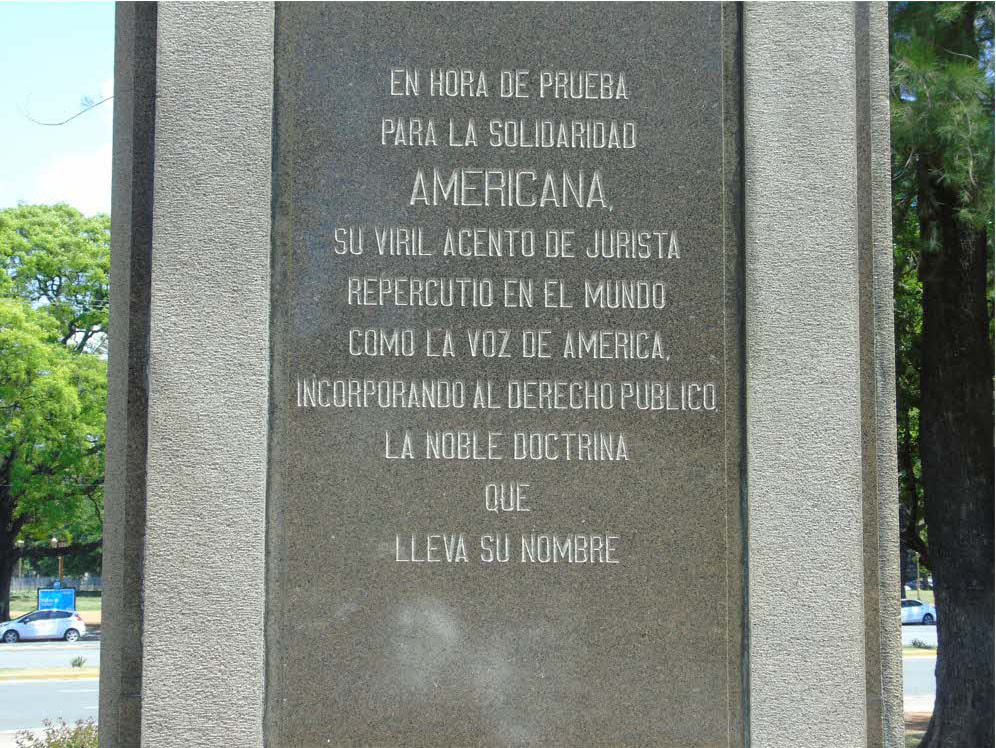 EN HORA DE PRUEBA
PARA LA SOLIDARIDAD
AMERICANA,
SU VIRIL ACENTO DE JURISTA
REPERCUTIO EN EL MUNDO
COMO LA VOZ DE AMERICA,
INCORPORANDO AL DERECHO PUBLICO,
LA NOBLE DOCTRINA
QUE
LLEVA SU NOMBRE